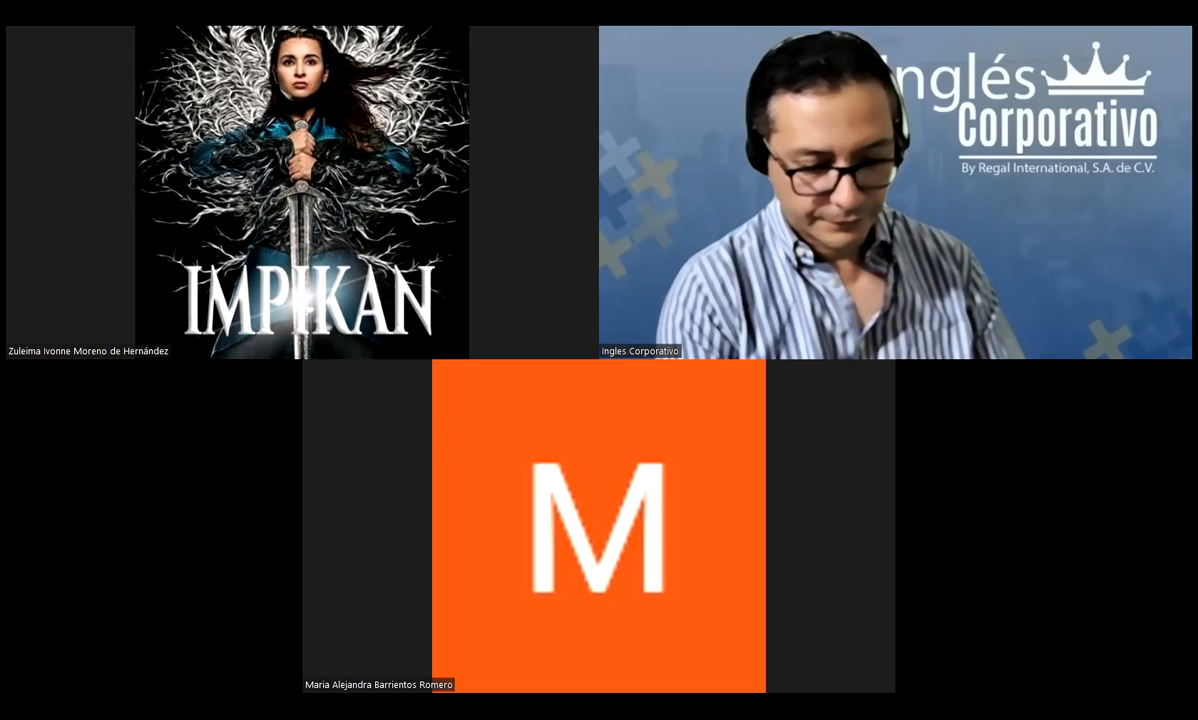 IMPIKAN
Zuleima Ivonne Moreno de Hernández
Inglés
Corporativo
By Regal International, S.A. de C.V.
Ingles Corporativo
M
Maria Alejandra Barrientos Romero